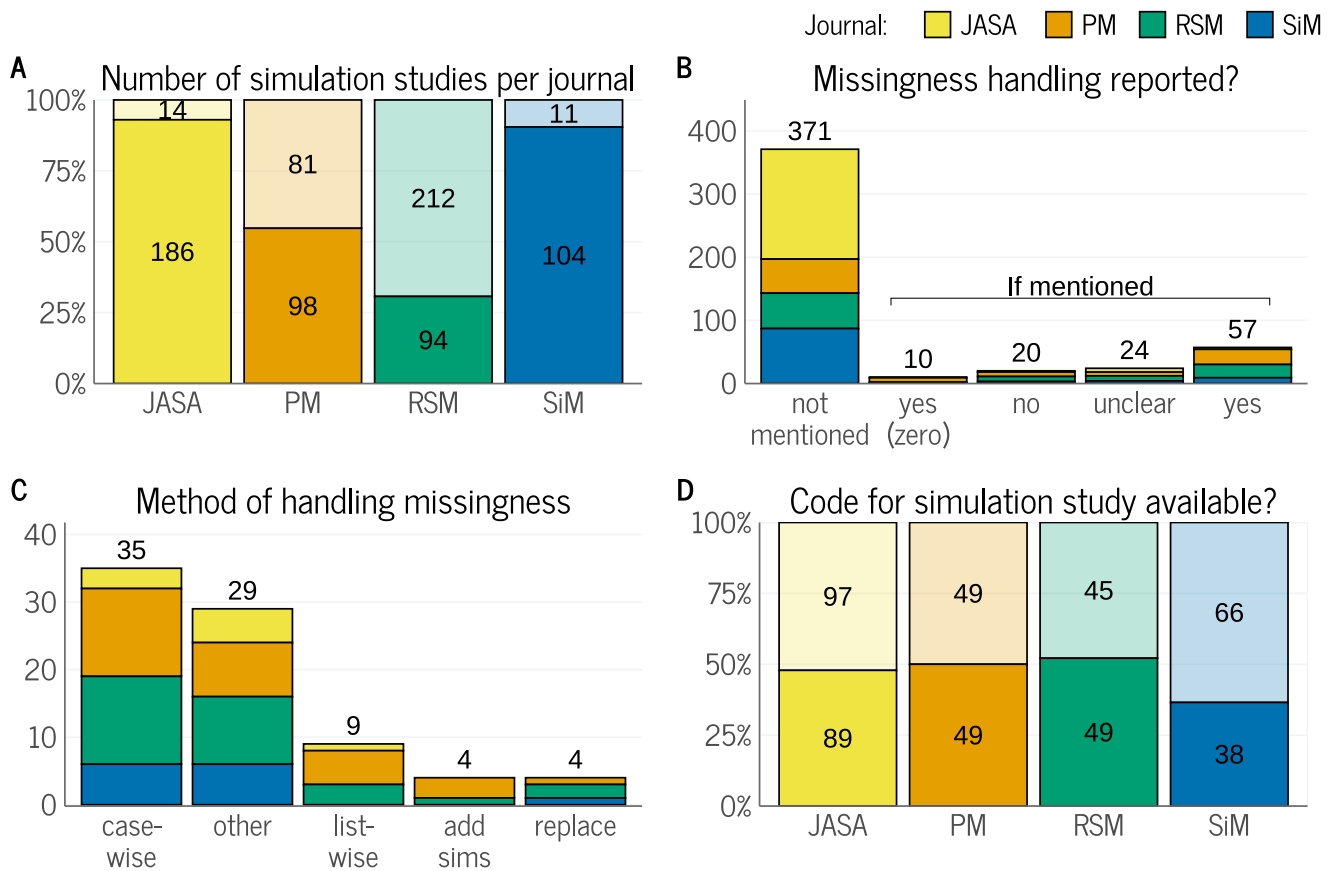 Journal: JASA PM RSM SiM
A Number of simulation studies per journal
100%
75%
50%
25%
0%
14
186
81
98
212
94
11
104
JASA PM RSM SiM
B Missingness handling reported?
400
300
200
100
0
371
If mentioned
10
20
24
57
not mentioned
yes (zero)
no
unclear
yes
C Method of handling missingness
40
30
20
10
0
35
29
9
4
4
case-
wise
other
list-
wise
add
sims
replace
D Code for simulation study available?
100%
75%
50%
25%
0%
97
89
49
49
45
49
66
38
JASA PM RSM SiM